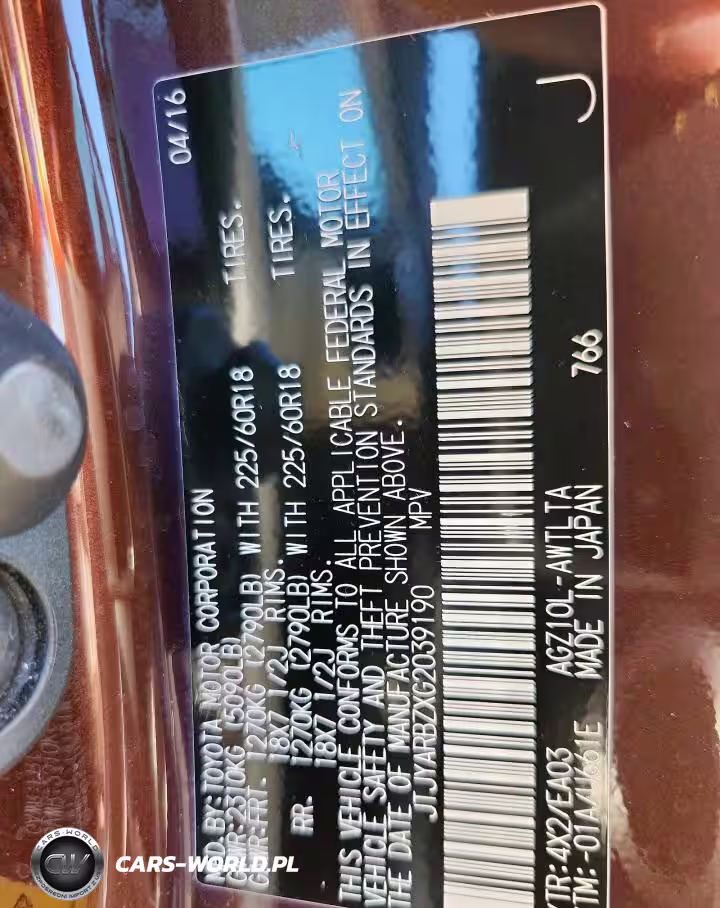 MFD BY: TOYOTA MOTOR CORPORATION 04/16
GVWR: 2310KG (5090LB)
GAWR: FRT. 1270KG (2790LB) WITH 225/60R18 TIRES.
18X7 1/2J RIMS.
RR. 1270KG (2790LB) WITH 225/60R18 TIRES.
18X7 1/2J RIMS.
THIS VEHICLE CONFORMS TO ALL APPLICABLE FEDERAL MOTOR
VEHICLE SAFETY AND THEFT PREVENTION STANDARDS IN EFFECT ON
THE DATE OF MANUFACTURE SHOWN ABOVE.
JTJYARBZXG2039190 MPV
C/TR: 4X2/EA03 AGZ10L-AWTLTA 766 J
MADE IN JAPAN
CARS-WORLD
CW
CARS-WORLD.PL